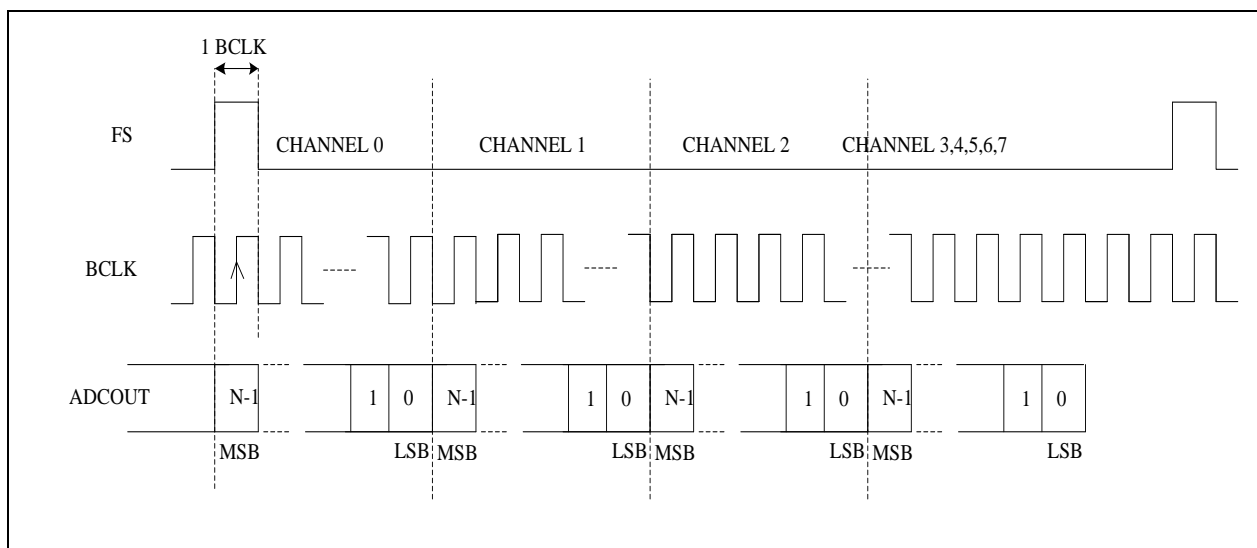 1 BCLK
FS
CHANNEL 0 CHANNEL 1 CHANNEL 2 CHANNEL 3,4,5,6,7
BCLK
ADCOUT N-1 1 0 N-1 1 0 N-1 1 0 N-1 1 0
MSB LSB MSB LSB MSB LSB MSB LSB